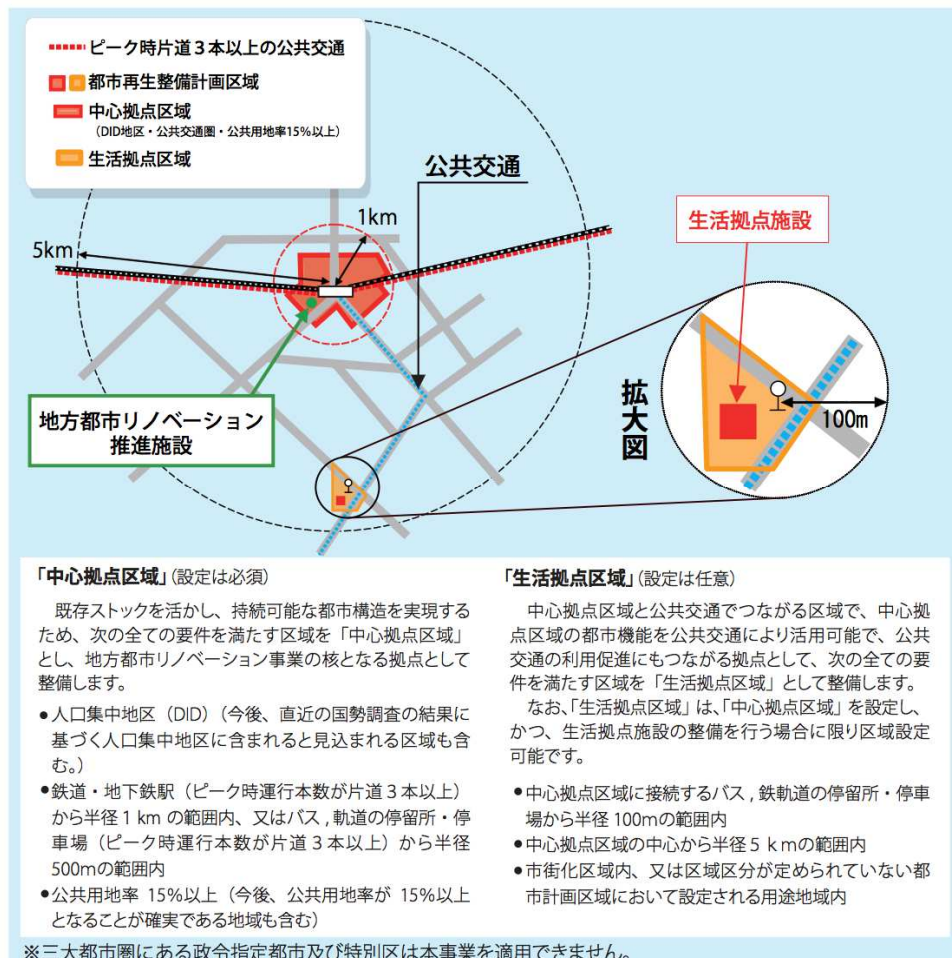 ピーク時片道３本以上の公共交通
都市再生整備計画区域
中心拠点区域
（DID地区・公共交通圏・公共用地率15%以上）
生活拠点区域
公共交通
1km
5km
生活拠点施設
地方都市リノベーション
推進施設
拡大図
100m
「中心拠点区域」（設定は必須）
既存ストックを活かし、持続可能な都市構造を実現する
ため、次の全ての要件を満たす区域を「中心拠点区域」
とし、地方都市リノベーション事業の核となる拠点として
整備します。
●人口集中地区（DID）（今後、直近の国勢調査の結果に
基づく人口集中地区に含まれると見込まれる区域も含
む。）
●鉄道・地下鉄駅（ピーク時運行本数が片道３本以上）
から半径１km の範囲内、又はバス，軌道の停留所・停
車場（ピーク時運行本数が片道３本以上）から半径
500mの範囲内
●公共用地率 15%以上（今後、公共用地率が 15%以上
となることが確実である地域も含む）
「生活拠点区域」（設定は任意）
中心拠点区域と公共交通でつながる区域で、中心拠
点区域の都市機能を公共交通により活用可能で、公共
交通の利用促進にもつながる拠点として、次の全ての要
件を満たす区域を「生活拠点区域」として整備します。
なお、「生活拠点区域」は、「中心拠点区域」を設定し、
かつ、生活拠点施設の整備を行う場合に限り区域設定
可能です。
●中心拠点区域に接続するバス，鉄軌道の停留所・停車
場から半径 100mの範囲内
●中心拠点区域の中心から半径５ｋｍの範囲内
●市街化区域内、又は区域区分が定められていない都
市計画区域において設定される用途地域内
※三大都市圏にある政令指定都市及び特別区は本事業を適用できません。